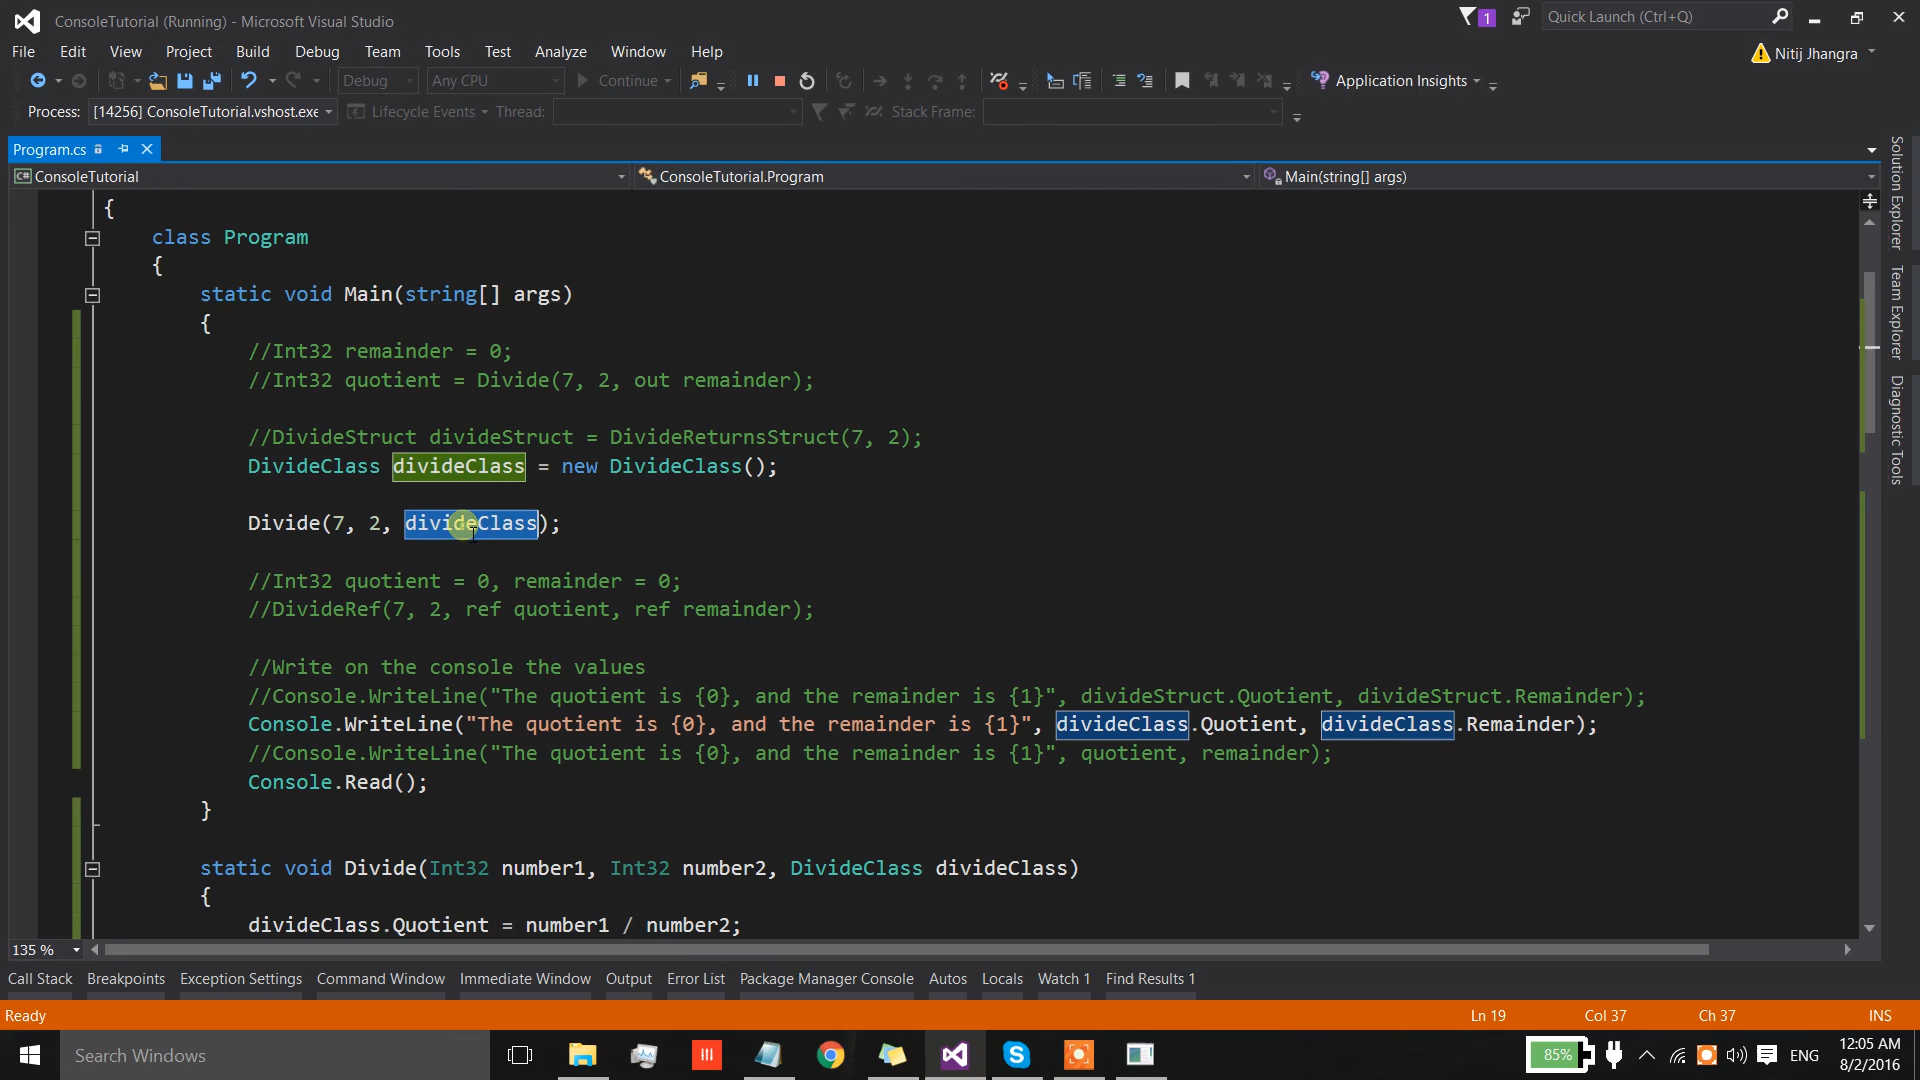 ConsoleTutorial (Running) - Microsoft Visual Studio
1
Quick Launch (Ctrl+Q)
File Edit View Project Build Debug Team Tools Test Analyze Window Help
Nitij Jhangra
Debug Any CPU Continue Application Insights
Process: [14256] ConsoleTutorial.vshost.exe Lifecycle Events Thread: Stack Frame:
Program.cs
ConsoleTutorial ConsoleTutorial.Program Main(string[] args)
{
class Program
{
static void Main(string[] args)
{
//Int32 remainder = 0;
//Int32 quotient = Divide(7, 2, out remainder);
//DivideStruct divideStruct = DivideReturnsStruct(7, 2);
DivideClass divideClass = new DivideClass();
Divide(7, 2, divideClass);
//Int32 quotient = 0, remainder = 0;
//DivideRef(7, 2, ref quotient, ref remainder);
//Write on the console the values
//Console.WriteLine("The quotient is {0}, and the remainder is {1}", divideStruct.Quotient, divideStruct.Remainder);
Console.WriteLine("The quotient is {0}, and the remainder is {1}", divideClass.Quotient, divideClass.Remainder);
//Console.WriteLine("The quotient is {0}, and the remainder is {1}", quotient, remainder);
Console.Read();
}
static void Divide(Int32 number1, Int32 number2, DivideClass divideClass)
{
divideClass.Quotient = number1 / number2;
Solution Explorer
Team Explorer
Diagnostic Tools
135 %
Call Stack Breakpoints Exception Settings Command Window Immediate Window Output Error List Package Manager Console Autos Locals Watch 1 Find Results 1
Ready Ln 19 Col 37 Ch 37 INS
Search Windows 85% ENG 12:05 AM
8/2/2016